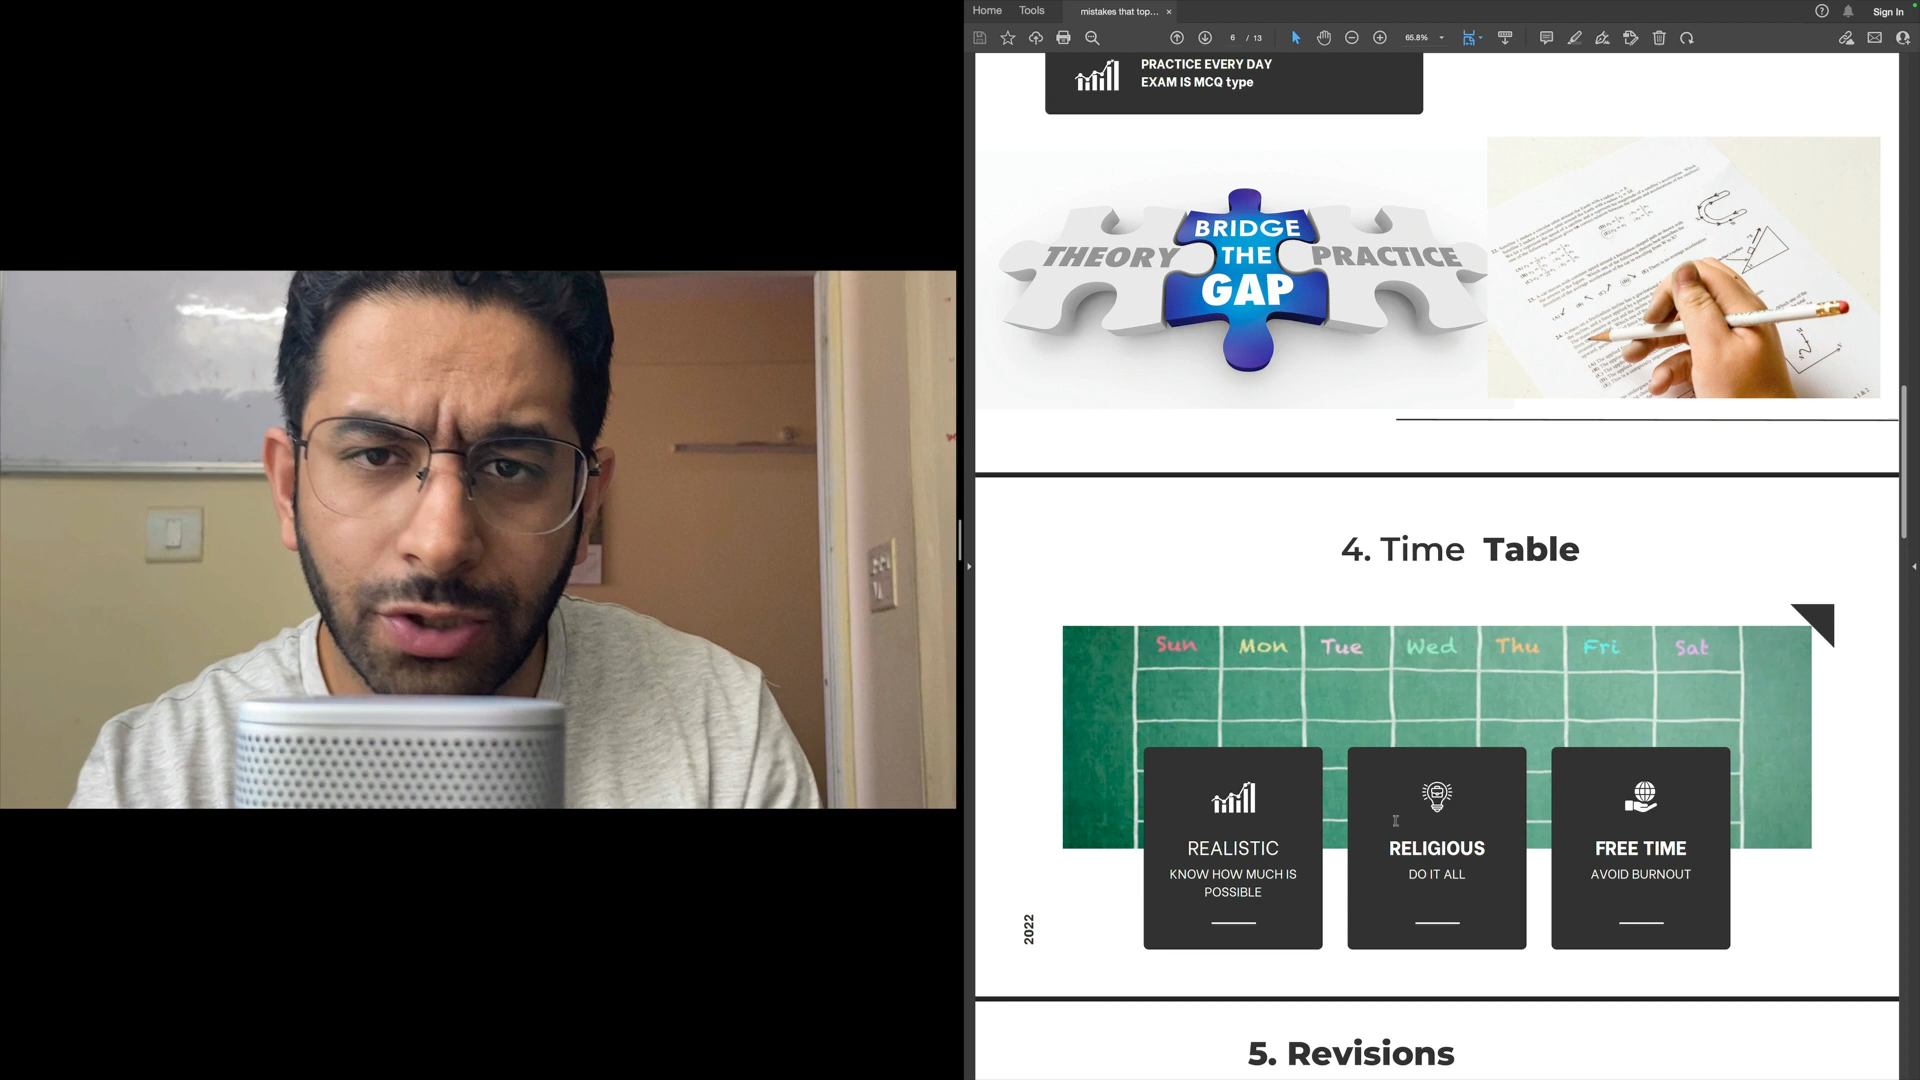 Home Tools mistakes that top... × Sign In
6 / 13 65.8%
PRACTICE EVERY DAY
EXAM IS MCQ type
THEORY BRIDGE THE GAP PRACTICE
4. Time Table
Sun Mon Tue Wed Thu Fri Sat
REALISTIC
KNOW HOW MUCH IS
POSSIBLE
RELIGIOUS
DO IT ALL
FREE TIME
AVOID BURNOUT
2022
5. Revisions